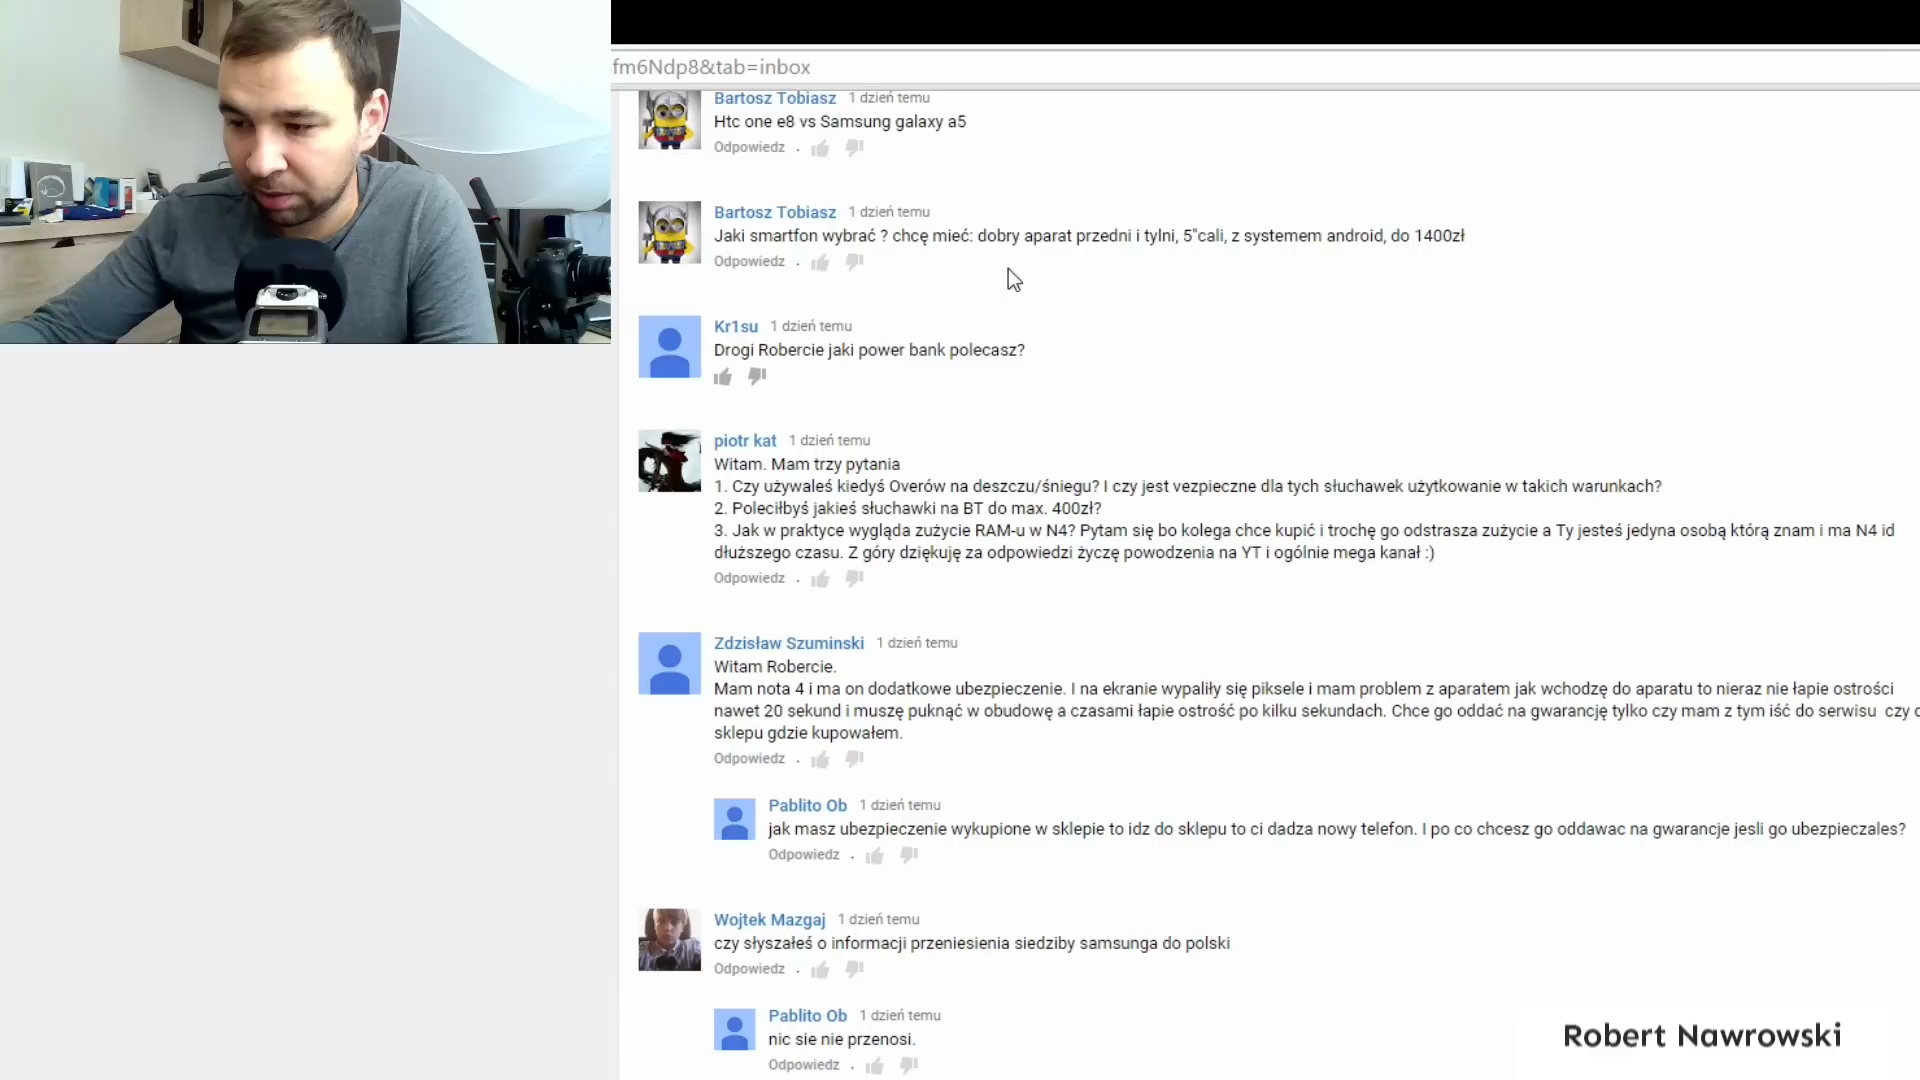 fm6Ndp8&tab=inbox
Bartosz Tobiasz 1 dzień temu
Htc one e8 vs Samsung galaxy a5
Odpowiedz .
Bartosz Tobiasz 1 dzień temu
Jaki smartfon wybrać ? chcę mieć: dobry aparat przedni i tylni, 5"cali, z systemem android, do 1400zł
Odpowiedz .
Kr1su 1 dzień temu
Drogi Robercie jaki power bank polecasz?
piotr kat 1 dzień temu
Witam. Mam trzy pytania
1. Czy używaleś kiedyś Overów na deszczu/śniegu? I czy jest vezpieczne dla tych słuchawek użytkowanie w takich warunkach?
2. Poleciłbyś jakieś słuchawki na BT do max. 400zł?
3. Jak w praktyce wygląda zużycie RAM-u w N4? Pytam się bo kolega chce kupić i trochę go odstrasza zużycie a Ty jesteś jedyna osobą którą znam i ma N4 id
dłuższego czasu. Z góry dziękuję za odpowiedzi życzę powodzenia na YT i ogólnie mega kanał :)
Odpowiedz .
Zdzisław Szuminski 1 dzień temu
Witam Robercie.
Mam nota 4 i ma on dodatkowe ubezpieczenie. I na ekranie wypaliły się piksele i mam problem z aparatem jak wchodzę do aparatu to nieraz nie łapie ostrości
nawet 20 sekund i muszę puknąć w obudowę a czasami łapie ostrość po kilku sekundach. Chce go oddać na gwarancję tylko czy mam z tym iść do serwisu czy
sklepu gdzie kupowałem.
Odpowiedz .
Pablito Ob 1 dzień temu
jak masz ubezpieczenie wykupione w sklepie to idz do sklepu to ci dadza nowy telefon. I po co chcesz go oddawac na gwarancje jesli go ubezpieczales?
Odpowiedz .
Wojtek Mazgaj 1 dzień temu
czy słyszałeś o informacji przeniesienia siedziby samsunga do polski
Odpowiedz .
Pablito Ob 1 dzień temu
nic sie nie przenosi.
Odpowiedz .
Robert Nawrowski